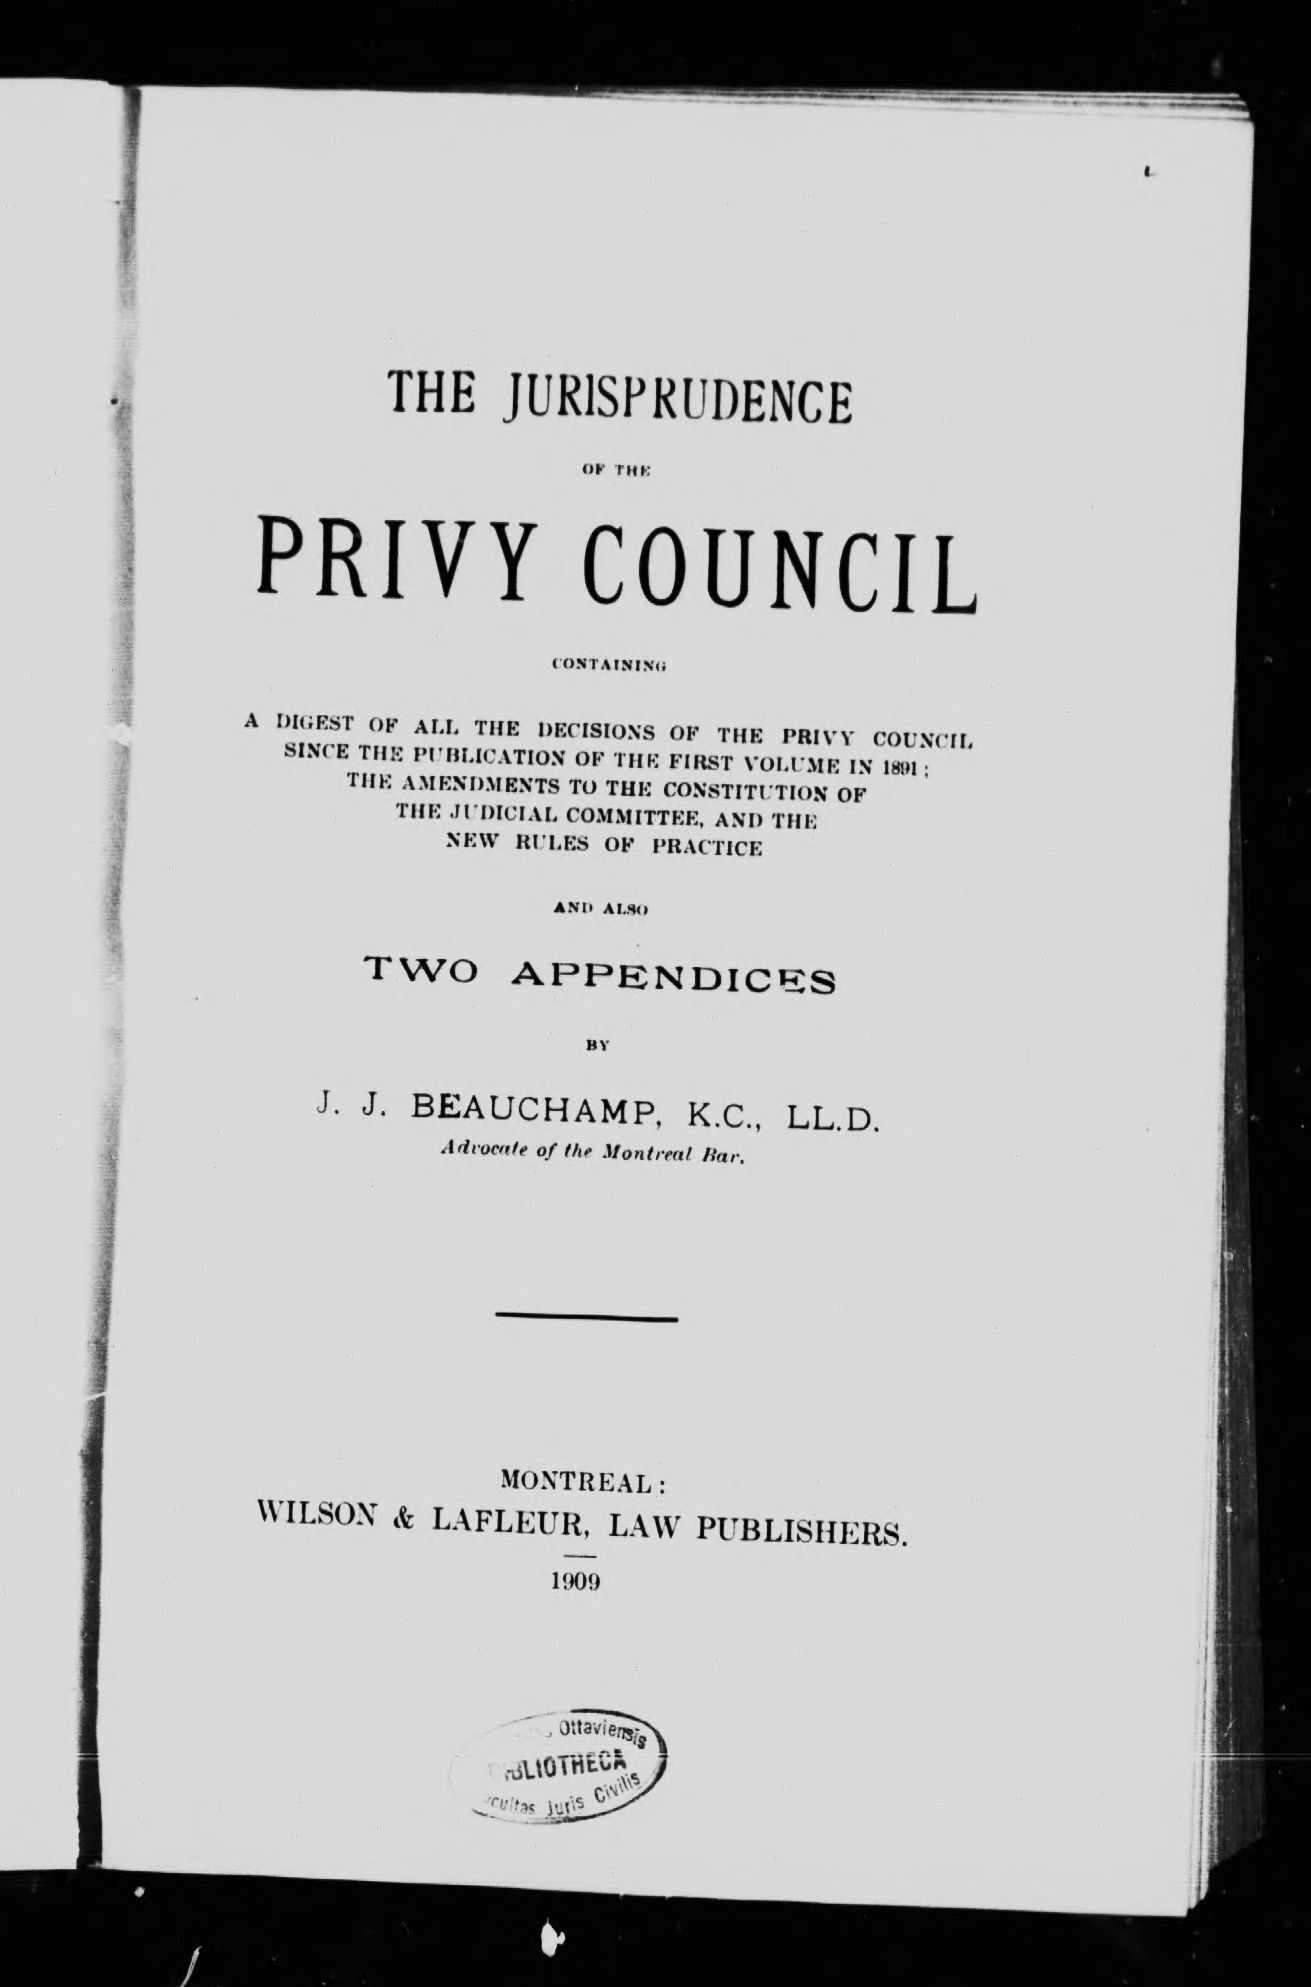 THE JURISPRUDENCE
OF THE
PRIVY COUNCIL
CONTAINING
A DIGEST OF ALL THE DECISIONS OF THE PRIVY COUNCIL
SINCE THE PUBLICATION OF THE FIRST VOLUME IN 1891;
THE AMENDMENTS TO THE CONSTITUTION OF
THE JUDICIAL COMMITTEE, AND THE
NEW RULES OF PRACTICE
AND ALSO
TWO APPENDICES
BY
J. J. BEAUCHAMP, K.C., LL.D.
Advocate of the Montreal Bar.
MONTREAL:
WILSON & LAFLEUR, LAW PUBLISHERS.
1909
Ottaviensis
BIBLIOTHECA
Juris Civilis